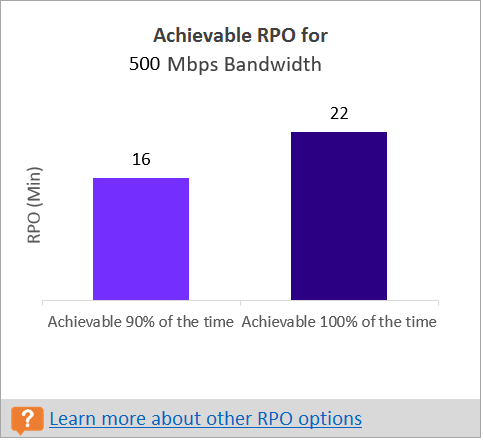 Achievable RPO for
500 Mbps Bandwidth
22
16
RPO (Min)
Achievable 90% of the time Achievable 100% of the time
? Learn more about other RPO options